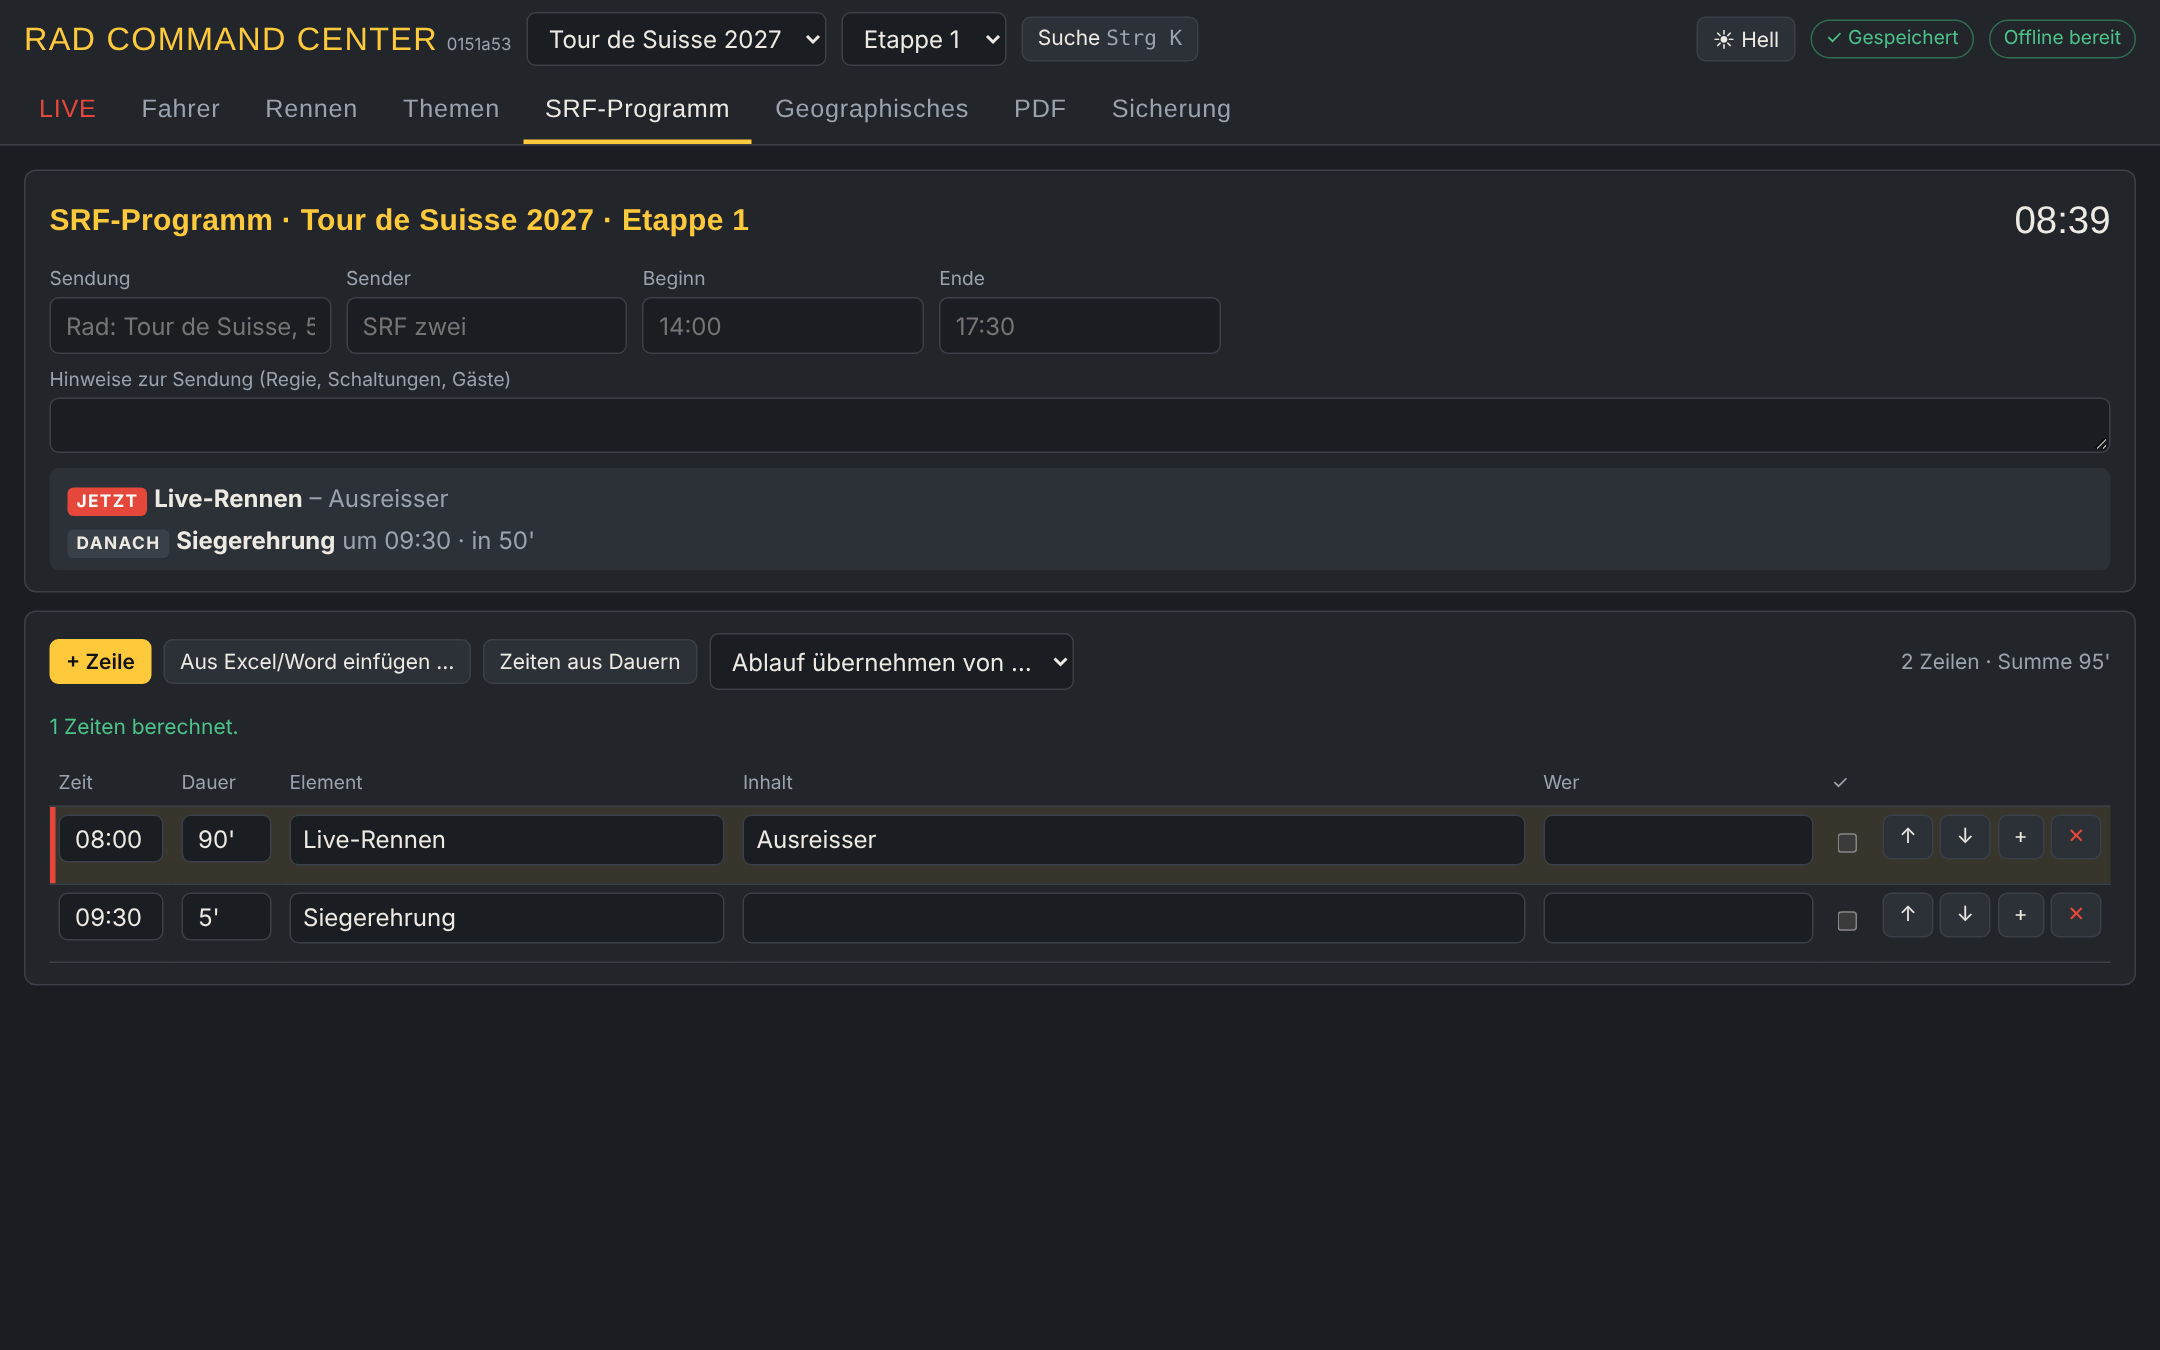 RAD COMMAND CENTER 0151a53 Tour de Suisse 2027 Etappe 1 Suche Strg K ☀ Hell ✓ Gespeichert Offline bereit
LIVE Fahrer Rennen Themen SRF-Programm Geographisches PDF Sicherung
SRF-Programm · Tour de Suisse 2027 · Etappe 1 08:39
Sendung Sender Beginn Ende
Rad: Tour de Suisse, 5 SRF zwei 14:00 17:30
Hinweise zur Sendung (Regie, Schaltungen, Gäste)
JETZT Live-Rennen – Ausreisser
DANACH Siegerehrung um 09:30 · in 50'
+ Zeile Aus Excel/Word einfügen ... Zeiten aus Dauern Ablauf übernehmen von ... 2 Zeilen · Summe 95'
1 Zeiten berechnet.
Zeit Dauer Element Inhalt Wer ✓
08:00 90' Live-Rennen Ausreisser ↑ ↓ + ✕
09:30 5' Siegerehrung ↑ ↓ + ✕